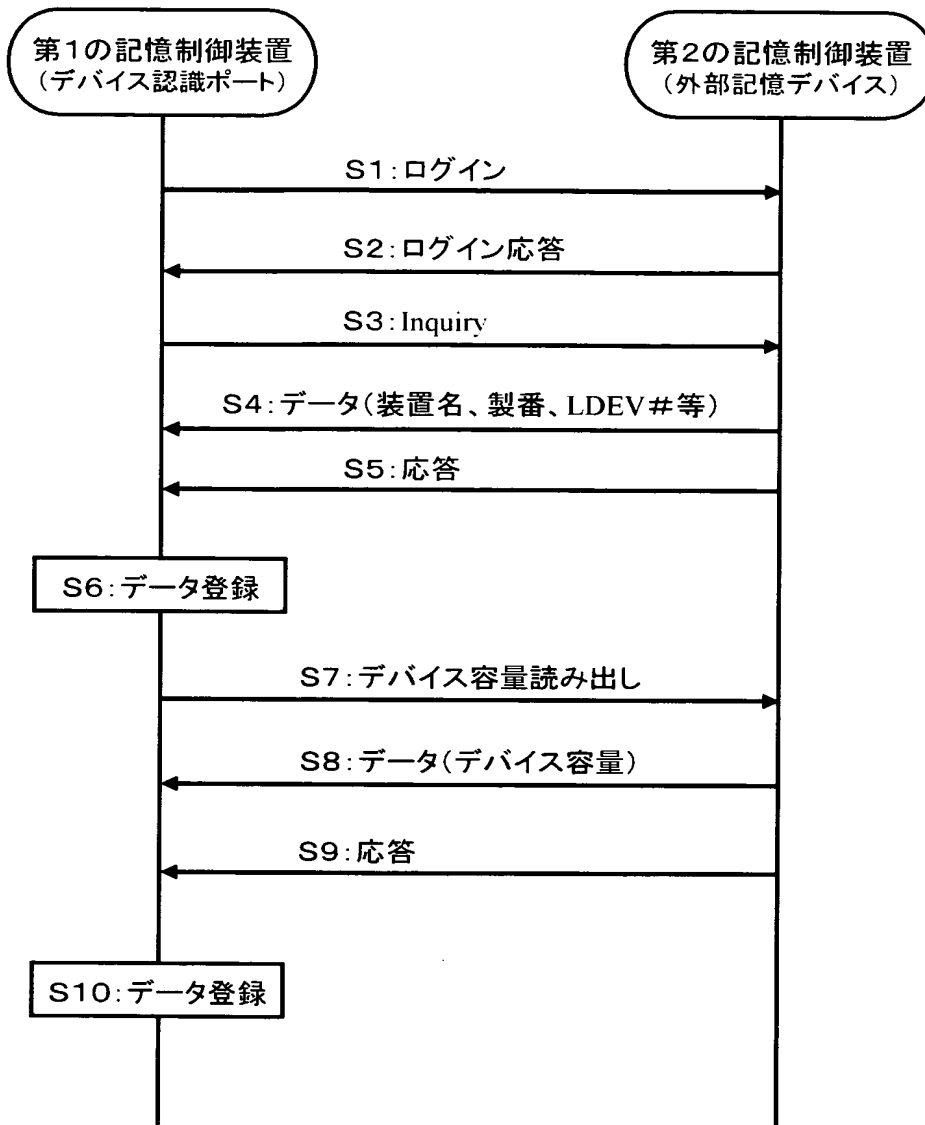 第1の記憶制御装置
(デバイス認識ポート)
第2の記憶制御装置
(外部記憶デバイス)
S1:ログイン
S2:ログイン応答
S3:Inquiry
S4:データ(装置名、製番、LDEV#等)
S5:応答
S6:データ登録
S7:デバイス容量読み出し
S8:データ(デバイス容量)
S9:応答
S10:データ登録